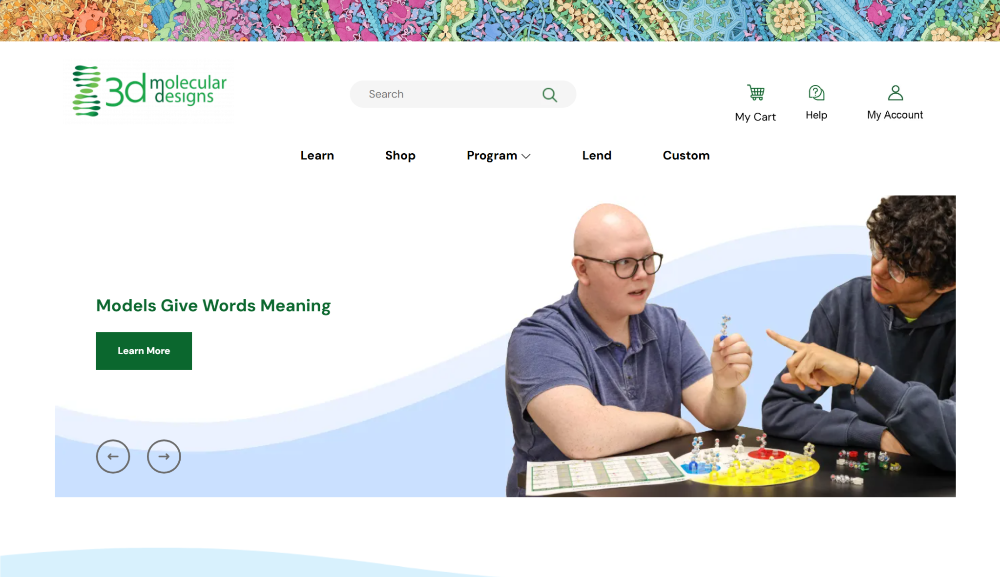 3d molecular designs
Search
My Cart
Help
My Account
Learn
Shop
Program
Lend
Custom
Models Give Words Meaning
Learn More